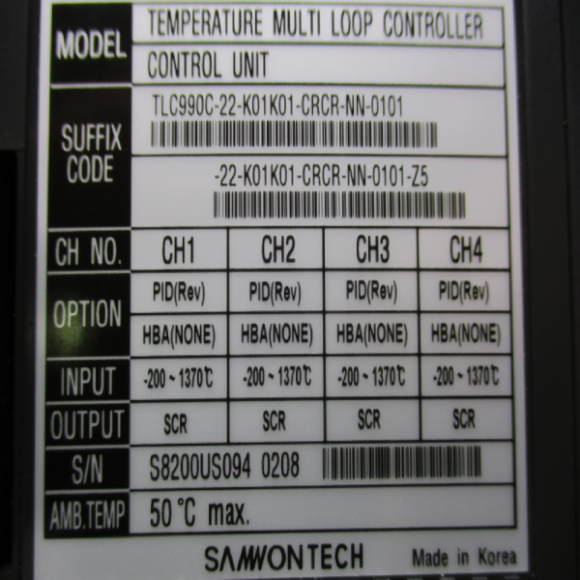 MODEL TEMPERATURE MULTI LOOP CONTROLLER
CONTROL UNIT
SUFFIX CODE TLC990C-22-K01K01-CRCR-NN-0101
-22-K01K01-CRCR-NN-0101-Z5
CH NO. CH1 CH2 CH3 CH4
OPTION PID(Rev) PID(Rev) PID(Rev) PID(Rev)
HBA(NONE) HBA(NONE) HBA(NONE) HBA(NONE)
INPUT -200 ~ 1370℃ -200 ~ 1370℃ -200 ~ 1370℃ -200 ~ 1370℃
OUTPUT SCR SCR SCR SCR
S/N S8200US094 0208
AMB.TEMP 50℃ max.
SAMWONTECH Made in Korea